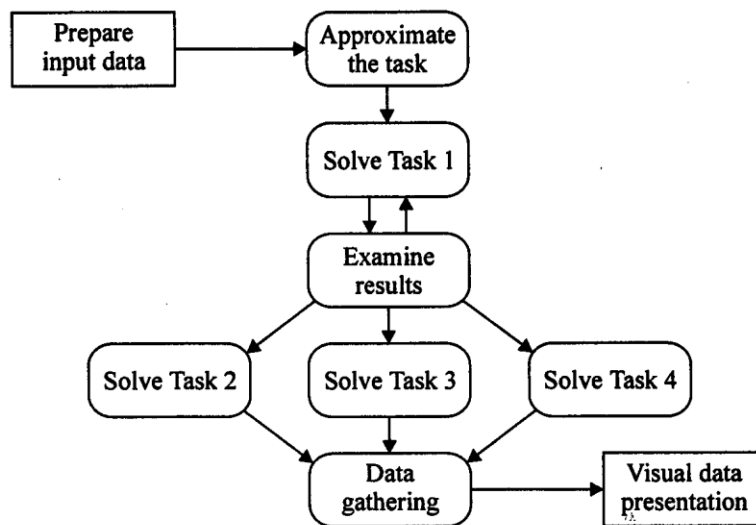 Prepare
input data
Approximate
the task
Solve Task 1
Examine
results
Solve Task 2
Solve Task 3
Solve Task 4
Data
gathering
Visual data
presentation